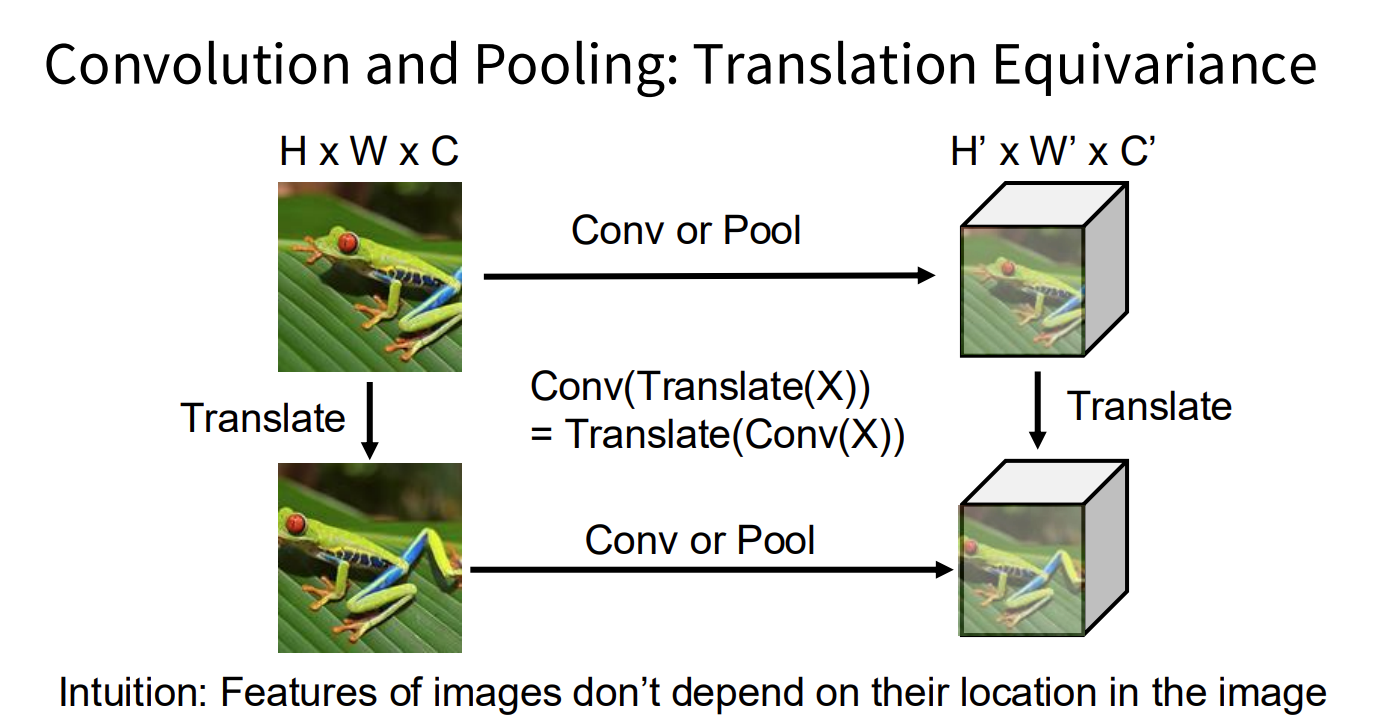 Convolution and Pooling: Translation Equivariance
H x W x C
H’ x W’ x C’
Conv or Pool
Conv(Translate(X))
= Translate(Conv(X))
Translate
Translate
Conv or Pool
Intuition: Features of images don’t depend on their location in the image